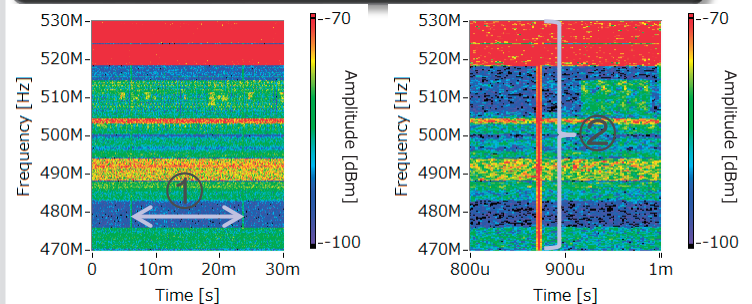 530M
520M
510M
500M
490M
480M
470M
Frequency [Hz]
0
10m
20m
30m
Time [s]
-70
-100
Amplitude [dBm]
①
530M
520M
510M
500M
490M
480M
470M
Frequency [Hz]
800u
900u
1m
Time [s]
-70
-100
Amplitude [dBm]
②